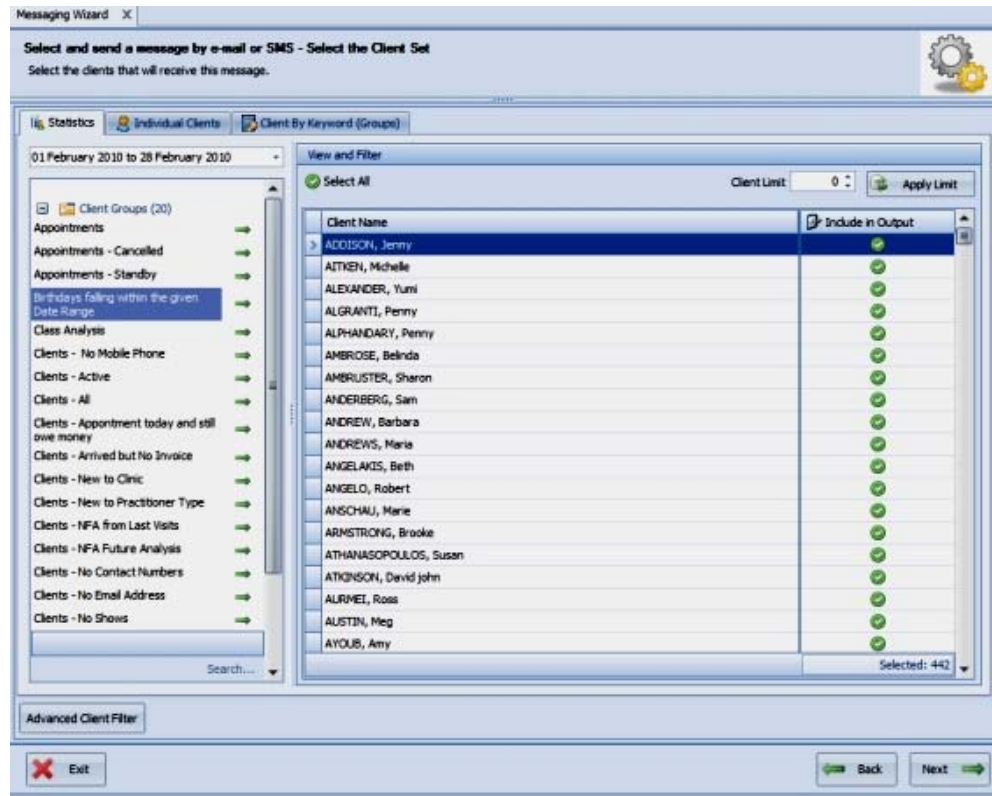 Messaging Wizard X
Select and send a message by e-mail or SMS - Select the Client Set
Select the clients that will receive this message.
Statistics
Individual Clients
Client By Keyword (Groups)
01 February 2010 to 28 February 2010
Client Groups (20)
Appointments
Appointments - Cancelled
Appointments - Standby
Birthdays falling within the given
Date Range
Class Analysis
Clients - No Mobile Phone
Clients - Active
Clients - All
Clients - Appontment today and still
owe money
Clients - Arrived but No Invoice
Clients - New to Clinic
Clients - New to Practitioner Type
Clients - NFA from Last Visits
Clients - NFA Future Analysis
Clients - No Contact Numbers
Clients - No Email Address
Clients - No Shows
Search...
View and Filter
Select All
Client Limit 0
Apply Limit
Client Name
Include in Output
ADDISON, Jenny
AITKEN, Michelle
ALEXANDER, Yumi
ALGRANTI, Penny
ALPHANDARY, Penny
AMBROSE, Belinda
AMBRUSTER, Sharon
ANDERBERG, Sam
ANDREW, Barbara
ANDREWS, Maria
ANGELAKIS, Beth
ANGELO, Robert
ANSCHAU, Marie
ARMSTRONG, Brooke
ATHANASOPOULOS, Susan
ATKINSON, David john
AURMEI, Ross
AUSTIN, Meg
AYOUB, Amy
Selected: 442
Advanced Client Filter
Exit
Back
Next